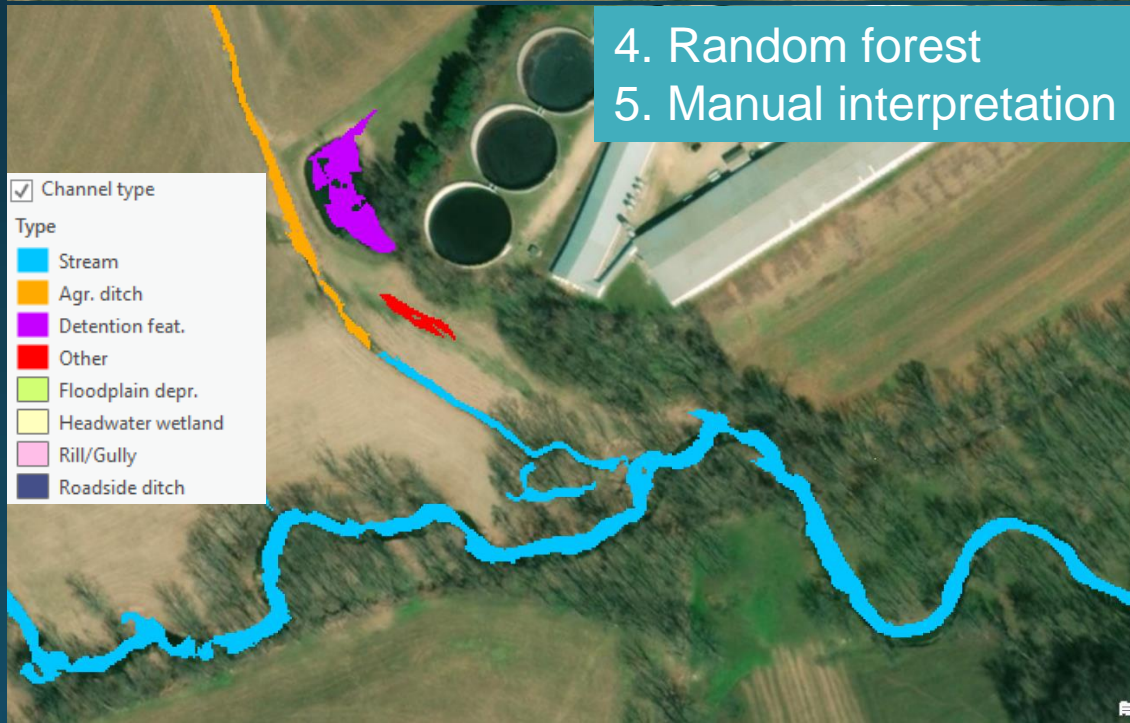 4. Random forest
5. Manual interpretation
Channel type
Type
Stream
Agr. ditch
Detention feat.
Other
Floodplain depr.
Headwater wetland
Rill/Gully
Roadside ditch